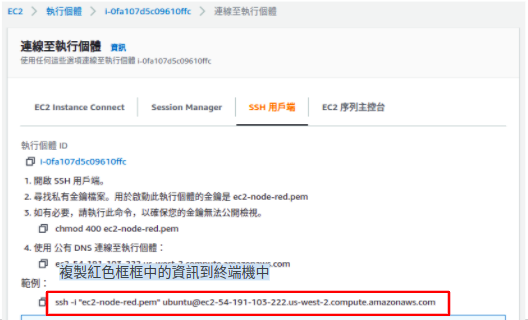 EC2 > 執行個體 > i-0fa107d5c09610ffc > 連線至執行個體
連線至執行個體 資訊
使用任何這些選項連線至執行個體 i-0fa107d5c09610ffc
EC2 Instance Connect Session Manager SSH 用戶端 EC2 序列主控台
執行個體 ID
i-0fa107d5c09610ffc
1. 開啟 SSH 用戶端。
2. 尋找私有金鑰檔案。用於啟動此執行個體的金鑰是 ec2-node-red.pem
3. 如有必要，請執行此命令，以確保您的金鑰無法公開檢視。
chmod 400 ec2-node-red.pem
4. 使用 公有 DNS 連線至執行個體：
ec2-54-191-103-222.us-west-2.compute.amazonaws.com
複製紅色框框中的資訊到終端機中
範例：
ssh -i "ec2-node-red.pem" ubuntu@ec2-54-191-103-222.us-west-2.compute.amazonaws.com